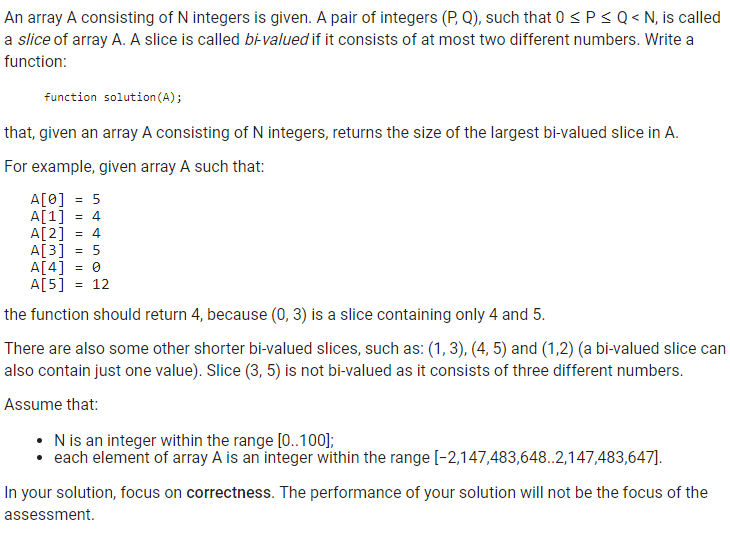 An array A consisting of N integers is given. A pair of integers (P, Q), such that 0 ≤ P ≤ Q < N, is called
a slice of array A. A slice is called bi-valued if it consists of at most two different numbers. Write a
function:
function solution(A);
that, given an array A consisting of N integers, returns the size of the largest bi-valued slice in A.
For example, given array A such that:
A[0] = 5
A[1] = 4
A[2] = 4
A[3] = 5
A[4] = 0
A[5] = 12
the function should return 4, because (0, 3) is a slice containing only 4 and 5.
There are also some other shorter bi-valued slices, such as: (1, 3), (4, 5) and (1,2) (a bi-valued slice can
also contain just one value). Slice (3, 5) is not bi-valued as it consists of three different numbers.
Assume that:
• N is an integer within the range [0..100];
• each element of array A is an integer within the range [−2,147,483,648..2,147,483,647].
In your solution, focus on correctness. The performance of your solution will not be the focus of the
assessment.